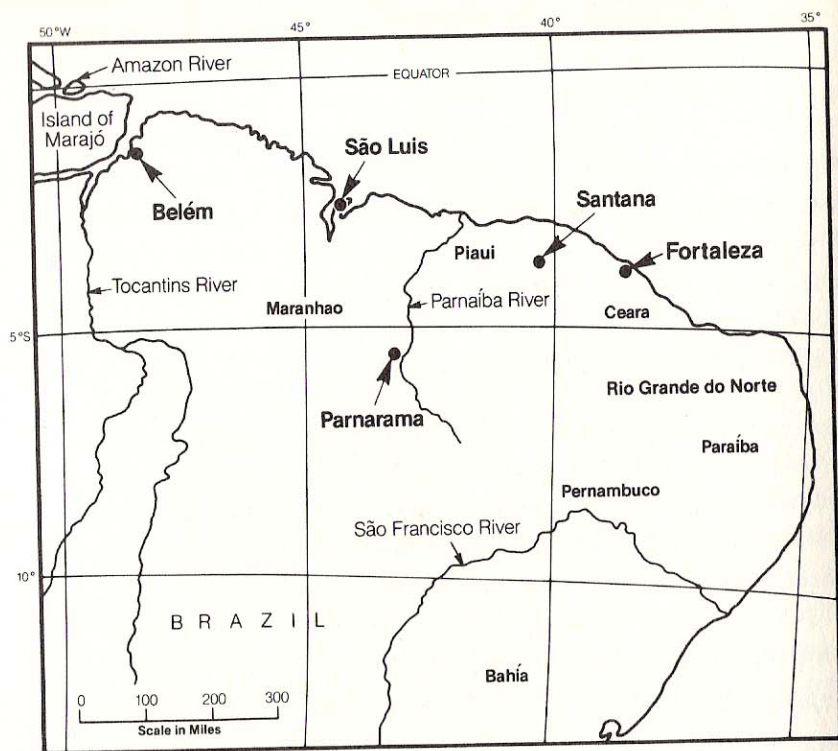 50°W
45°
40°
35°
Amazon River
EQUATOR
Island of
Marajó
São Luis
Santana
Belém
Piaui
Fortaleza
Tocantins River
Maranhao
Parnaíba River
Ceara
5°S
Parnarama
Rio Grande do Norte
Paraíba
Pernambuco
São Francisco River
10°
BRAZIL
Bahía
0 100 200 300
Scale in Miles